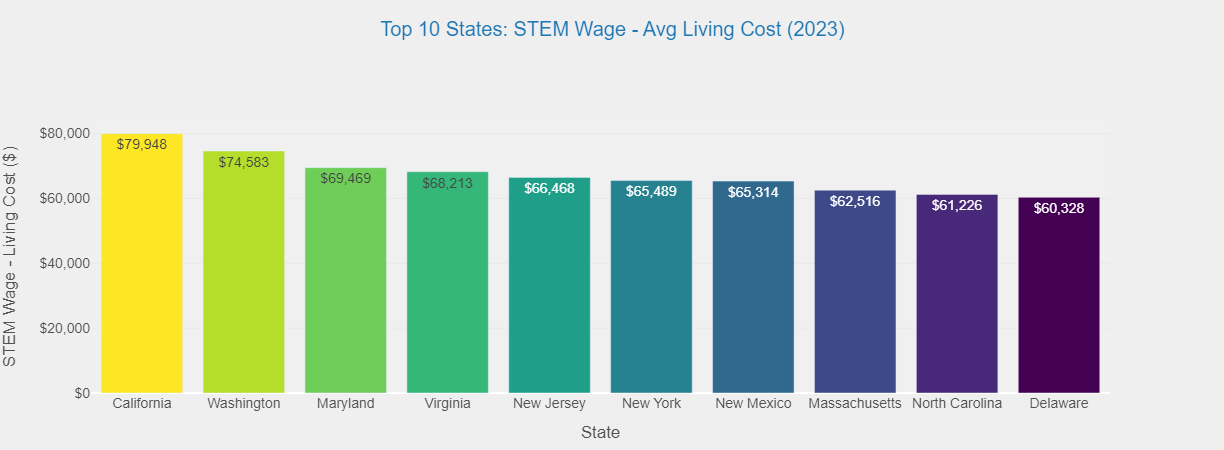 Top 10 States: STEM Wage - Avg Living Cost (2023)
STEM Wage - Living Cost ($)
$80,000
$60,000
$40,000
$20,000
$0
$79,948
$74,583
$69,469
$68,213
$66,468
$65,489
$65,314
$62,516
$61,226
$60,328
California
Washington
Maryland
Virginia
New Jersey
New York
New Mexico
Massachusetts
North Carolina
Delaware
State